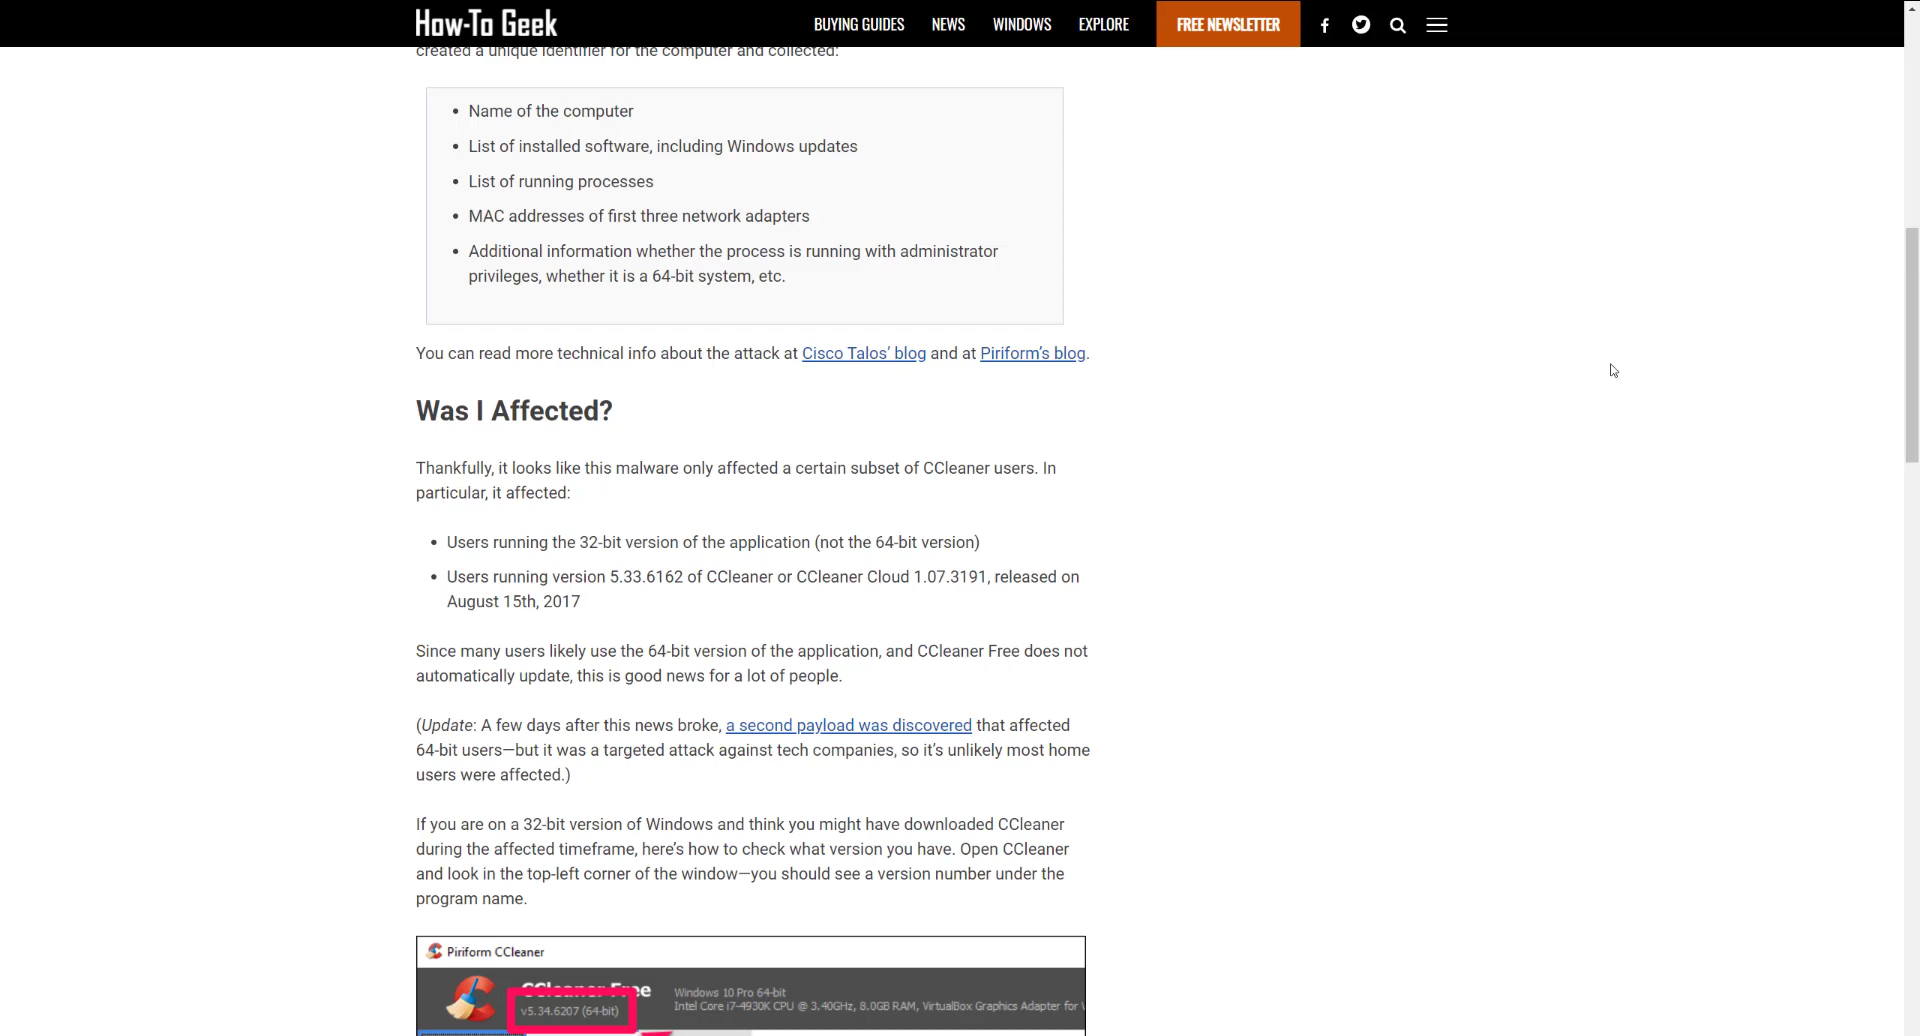 How-To Geek
BUYING GUIDES NEWS WINDOWS EXPLORE FREE NEWSLETTER
created a unique identifier for the computer and collected:
• Name of the computer
• List of installed software, including Windows updates
• List of running processes
• MAC addresses of first three network adapters
• Additional information whether the process is running with administrator
privileges, whether it is a 64-bit system, etc.
You can read more technical info about the attack at Cisco Talos’ blog and at Piriform’s blog.
Was I Affected?
Thankfully, it looks like this malware only affected a certain subset of CCleaner users. In
particular, it affected:
• Users running the 32-bit version of the application (not the 64-bit version)
• Users running version 5.33.6162 of CCleaner or CCleaner Cloud 1.07.3191, released on
August 15th, 2017
Since many users likely use the 64-bit version of the application, and CCleaner Free does not
automatically update, this is good news for a lot of people.
(Update: A few days after this news broke, a second payload was discovered that affected
64-bit users—but it was a targeted attack against tech companies, so it’s unlikely most home
users were affected.)
If you are on a 32-bit version of Windows and think you might have downloaded CCleaner
during the affected timeframe, here’s how to check what version you have. Open CCleaner
and look in the top-left corner of the window—you should see a version number under the
program name.
Piriform CCleaner
CCleaner Free
v5.34.6207 (64-bit)
Windows 10 Pro 64-bit
Intel Core i7-4930K CPU @ 3.40GHz, 8.0GB RAM, VirtualBox Graphics Adapter for